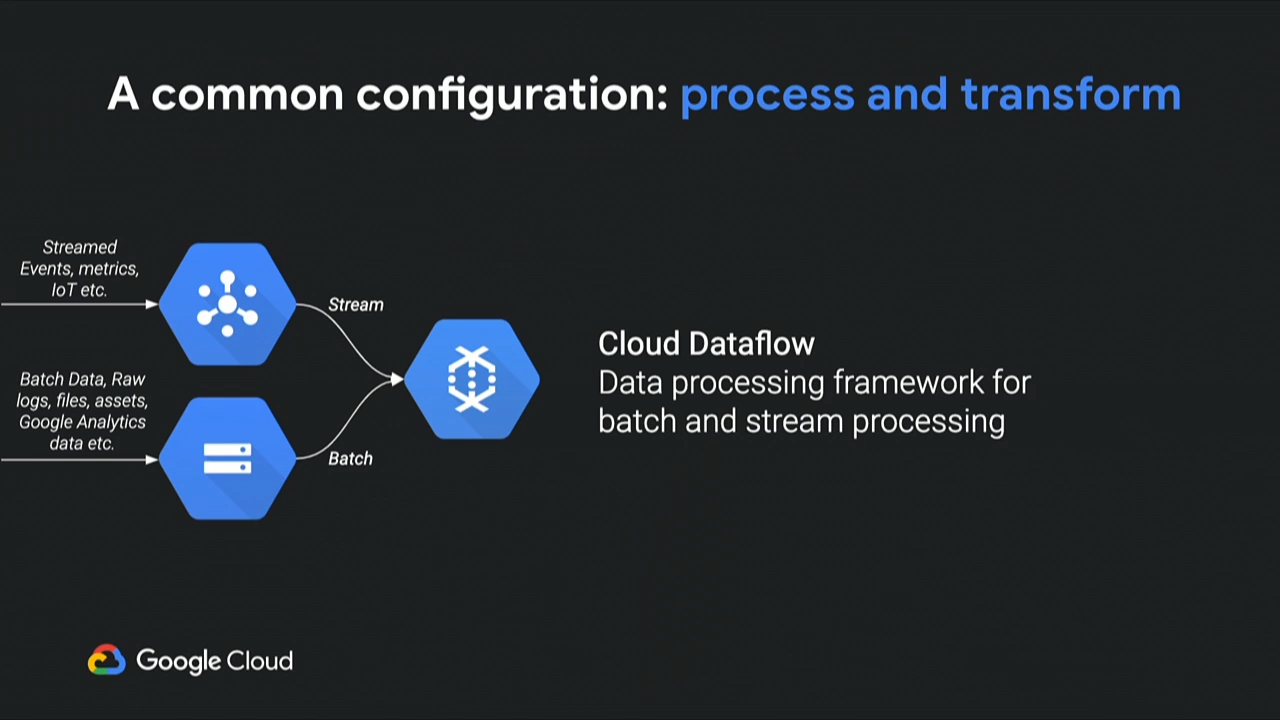 A common configuration: process and transform
Streamed
Events, metrics,
IoT etc.
Stream
Batch Data, Raw
logs, files, assets,
Google Analytics
data etc.
Batch
Cloud Dataflow
Data processing framework for
batch and stream processing
Google Cloud